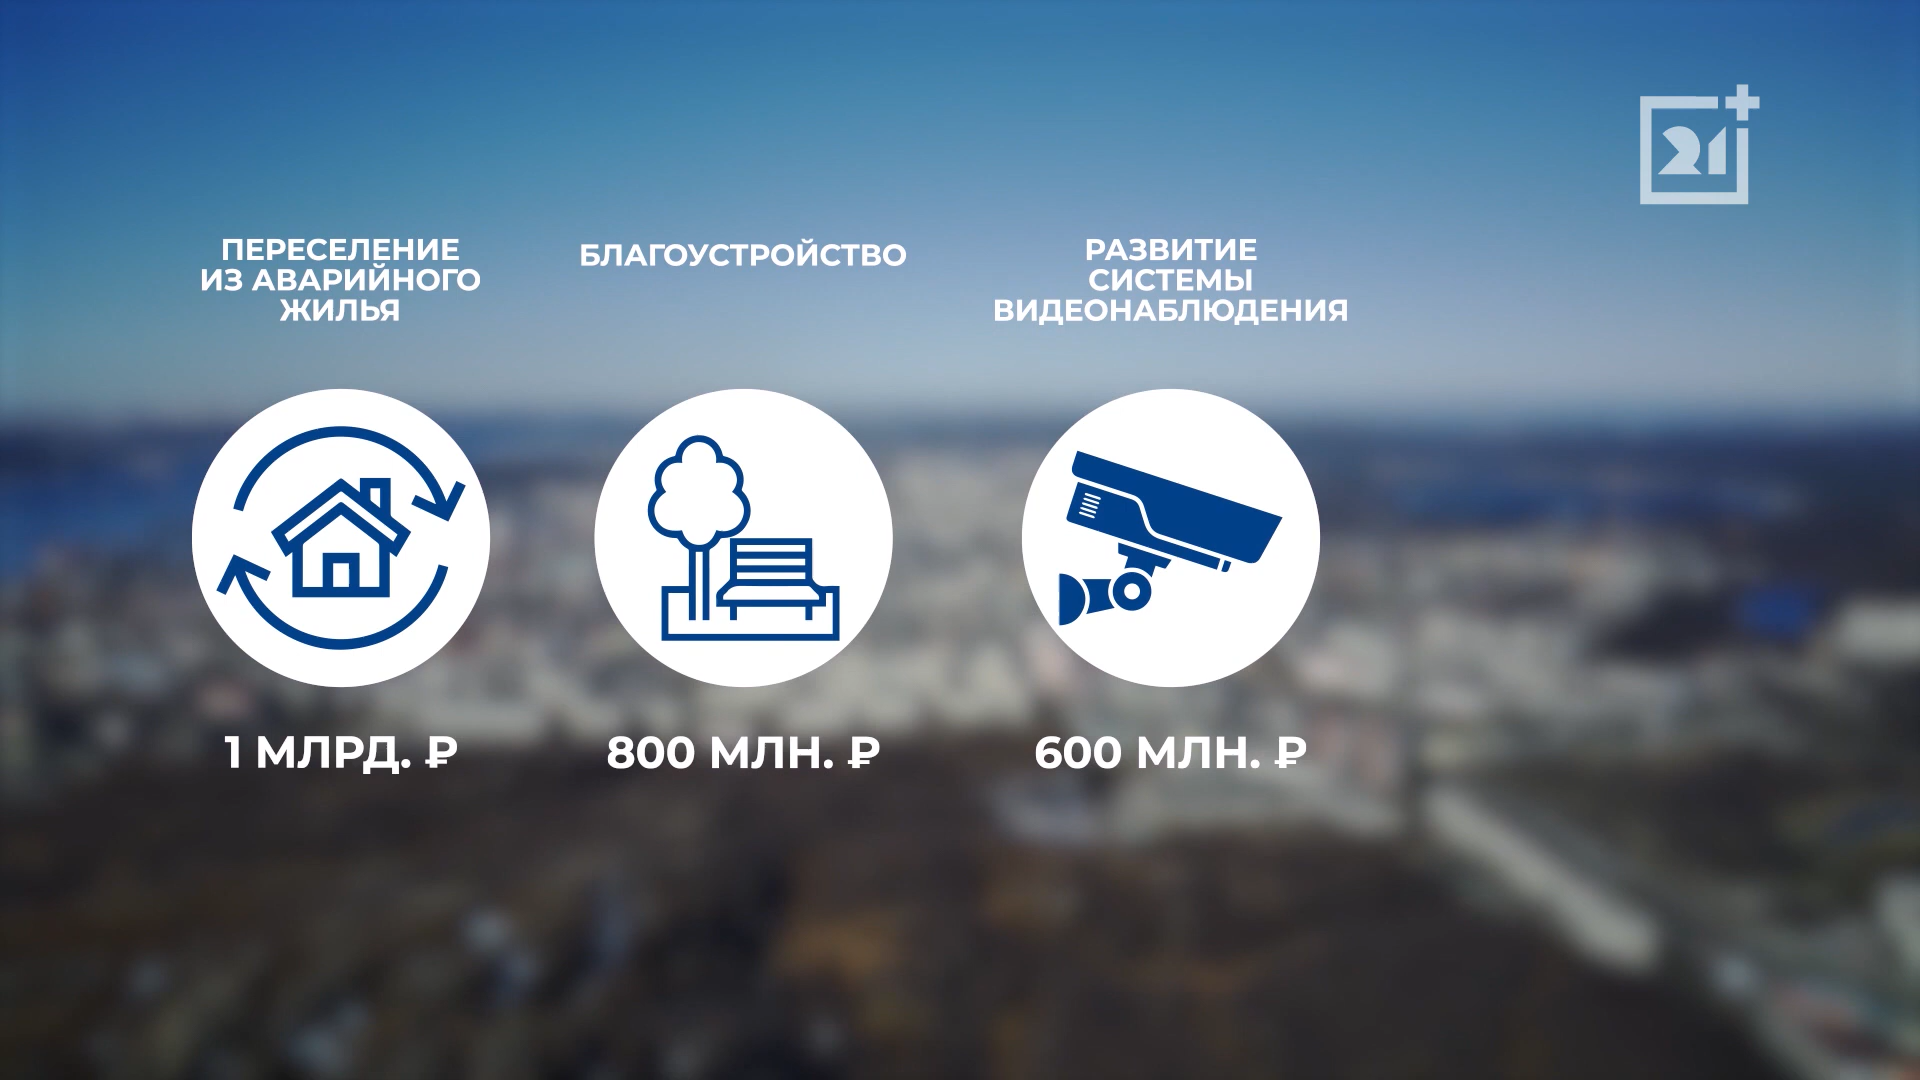 21+
ПЕРЕСЕЛЕНИЕ
ИЗ АВАРИЙНОГО
ЖИЛЬЯ
БЛАГОУСТРОЙСТВО
РАЗВИТИЕ
СИСТЕМЫ
ВИДЕОНАБЛЮДЕНИЯ
1 МЛРД. ₽
800 МЛН. ₽
600 МЛН. ₽